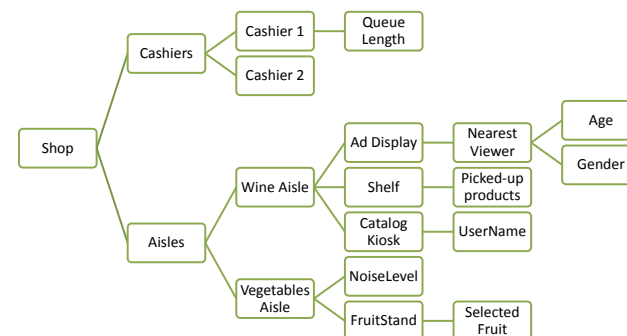 Shop
Cashiers
Cashier 1
Queue
Length
Cashier 2
Aisles
Wine Aisle
Ad Display
Nearest
Viewer
Age
Gender
Shelf
Picked-up
products
Catalog
Kiosk
UserName
Vegetables
Aisle
NoiseLevel
FruitStand
Selected
Fruit